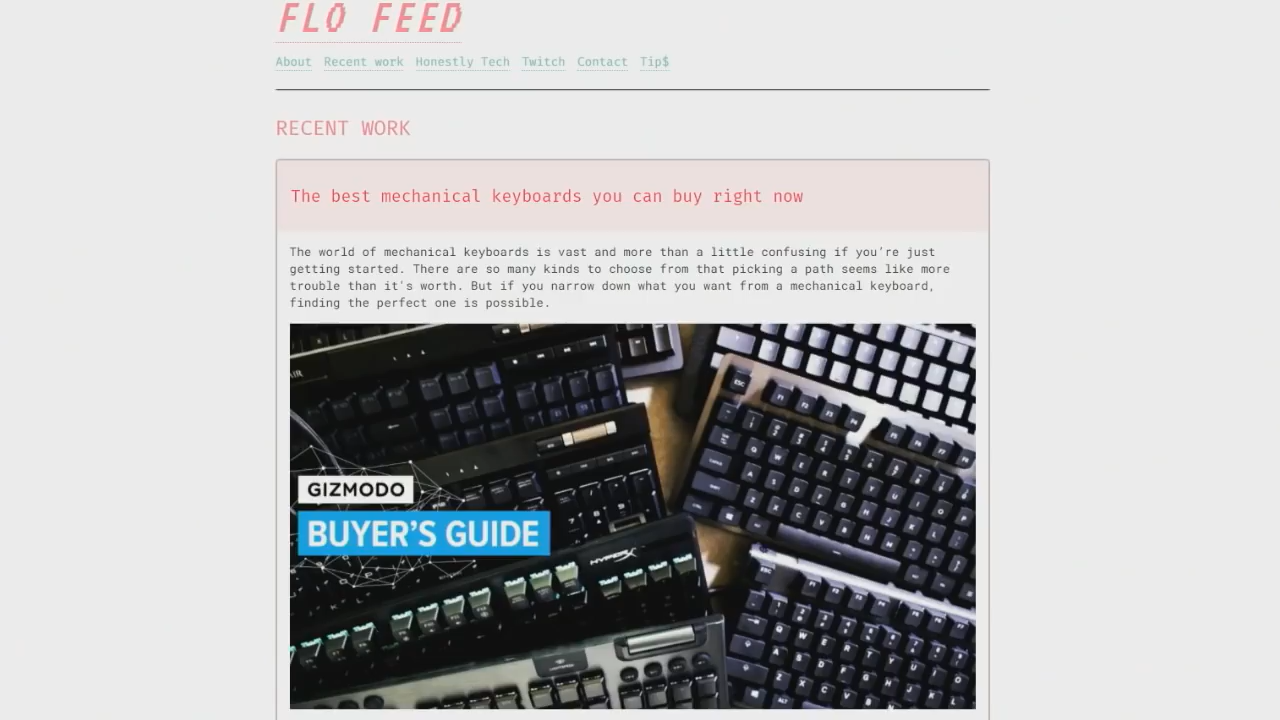 FLO FEED
About Recent work Honestly Tech Twitch Contact Tip$
RECENT WORK
The best mechanical keyboards you can buy right now
The world of mechanical keyboards is vast and more than a little confusing if you're just
getting started. There are so many kinds to choose from that picking a path seems like more
trouble than it's worth. But if you narrow down what you want from a mechanical keyboard,
finding the perfect one is possible.
GIZMODO
BUYER'S GUIDE
HYPERX